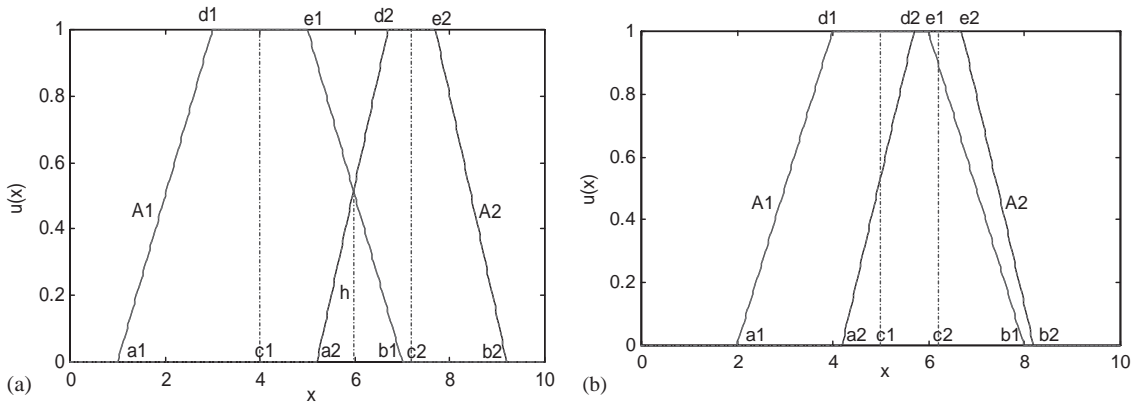 d1 e1 d2 e2
1
0.8
0.6
0.4
0.2
0
u(x)
A1
A2
h
a1 c1 a2 b1 c2 b2
0 2 4 6 8 10
x
(a)
d1 d2 e1 e2
1
0.8
0.6
0.4
0.2
0
u(x)
A1
A2
a1 a2 c1 c2 b1 b2
0 2 4 6 8 10
x
(b)